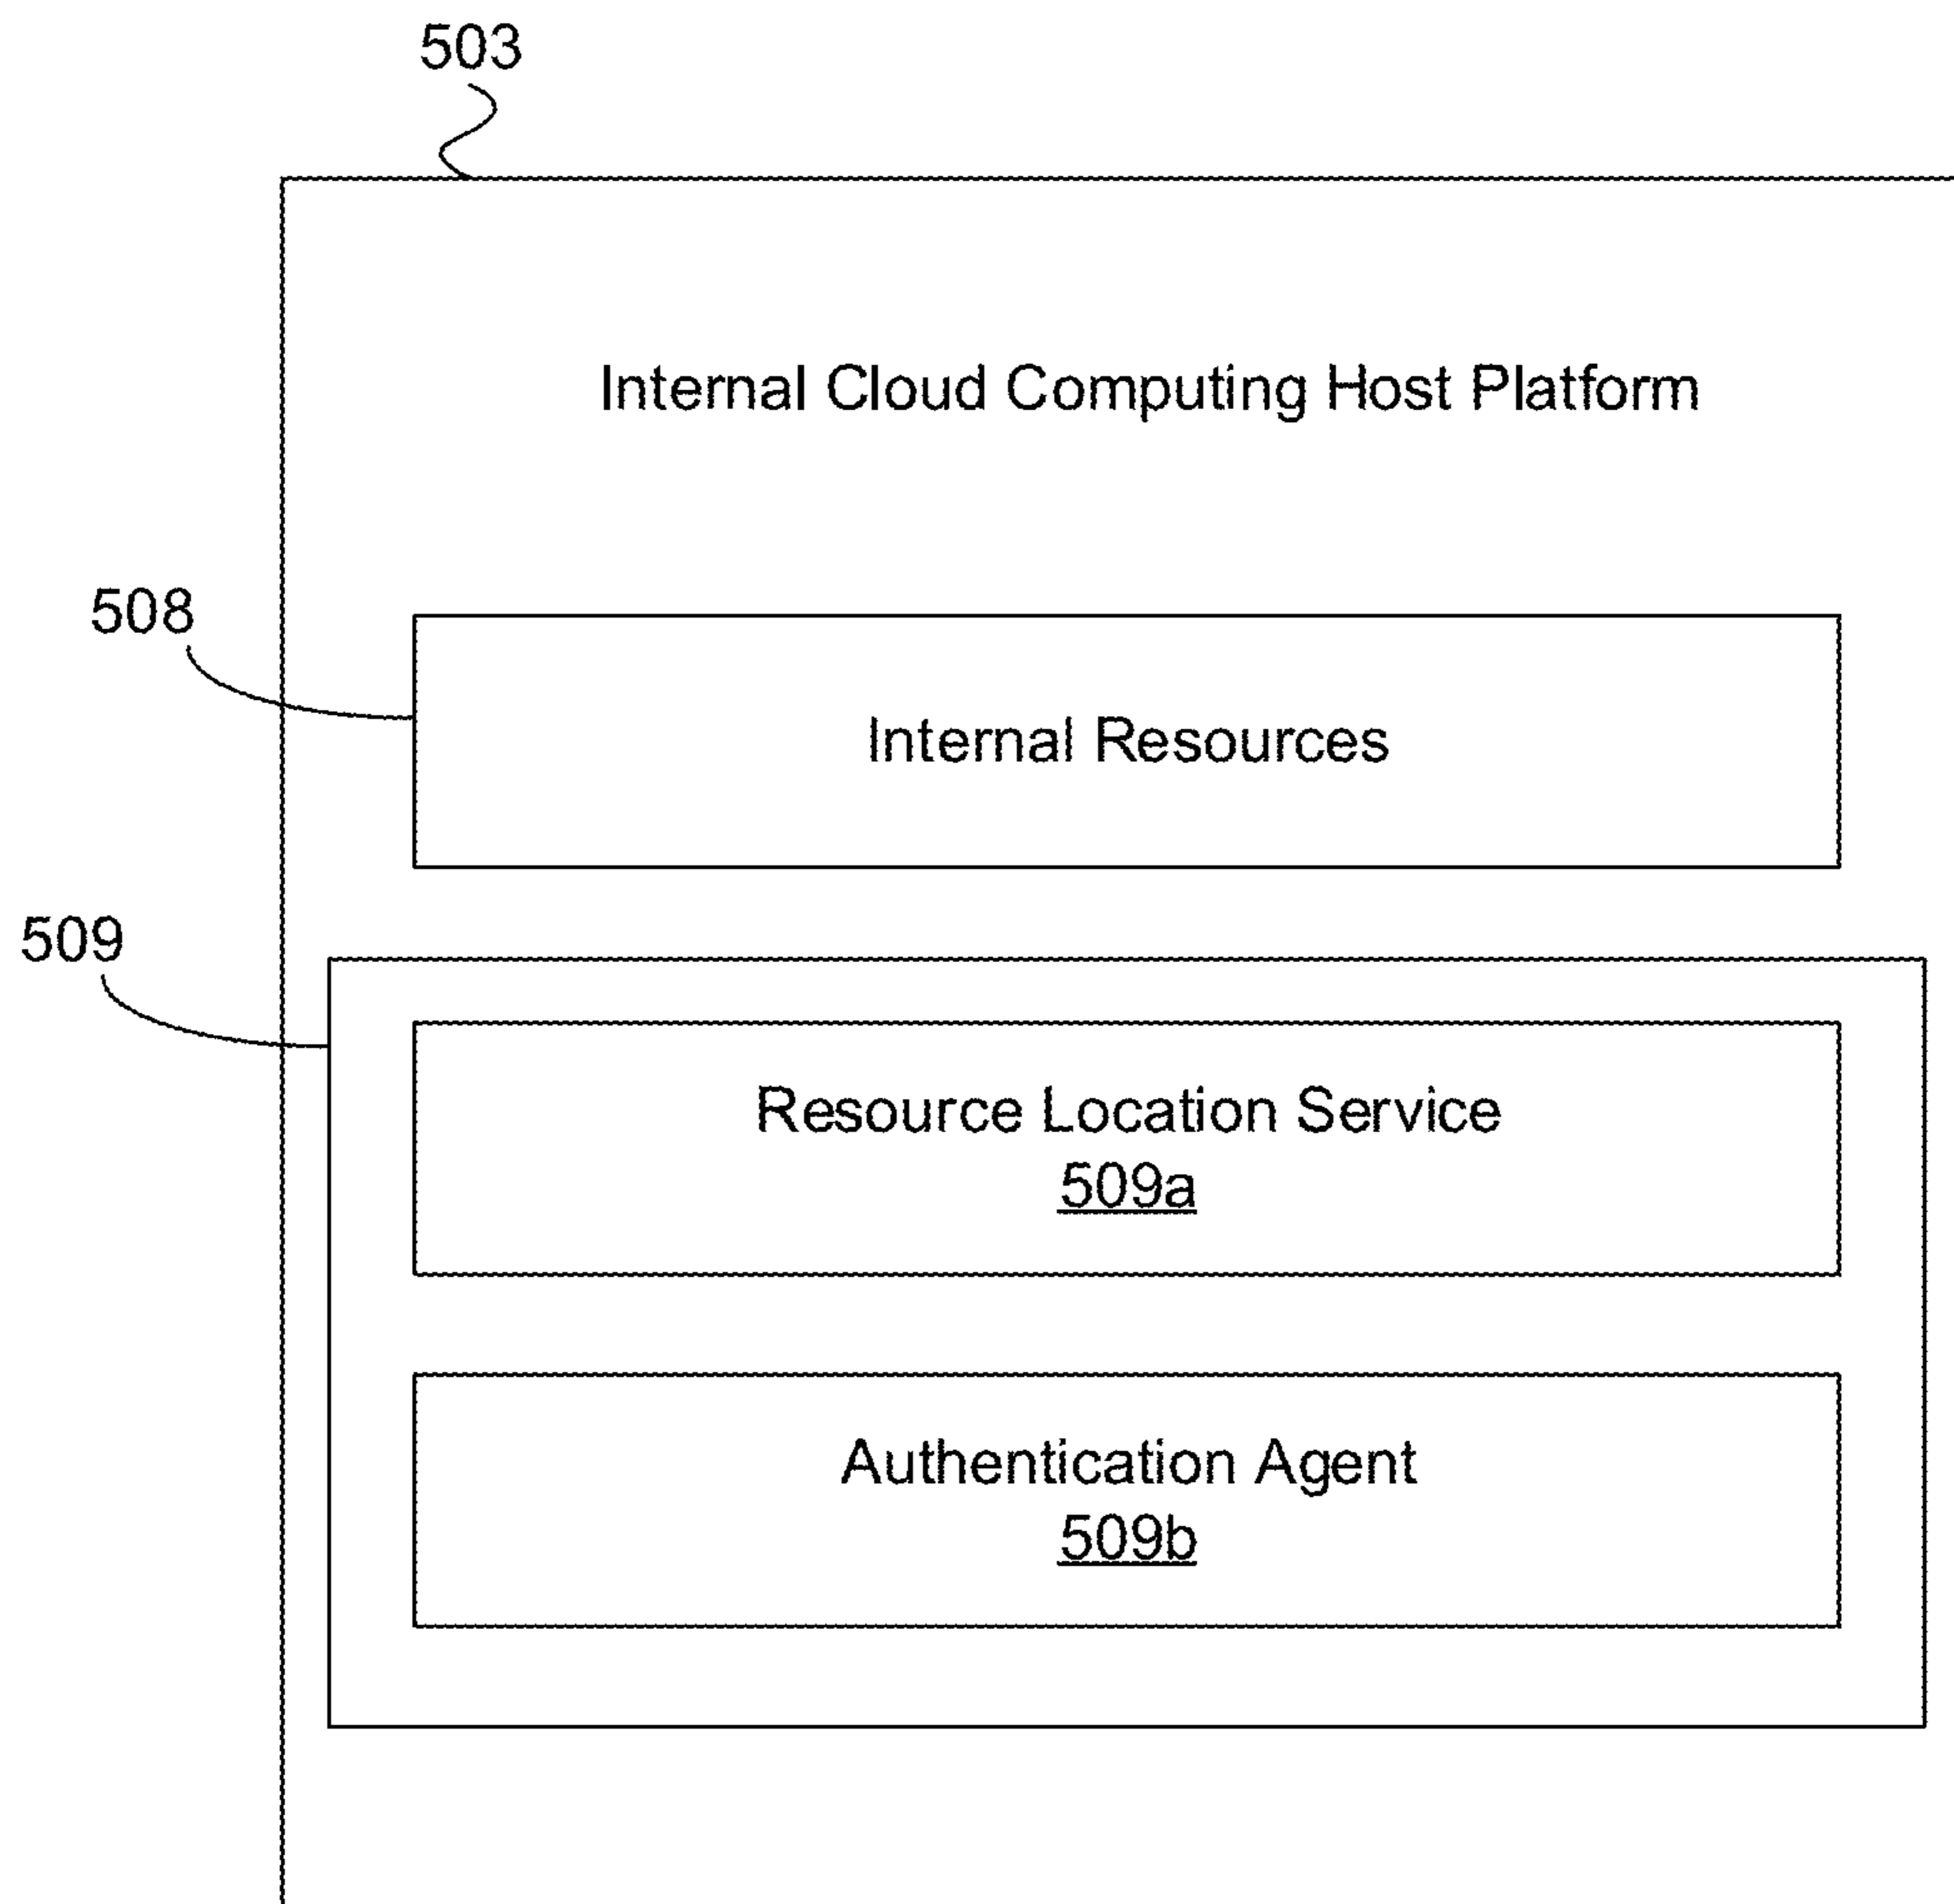 503
Internal Cloud Computing Host Platform
508
Internal Resources
509
Resource Location Service
509a
Authentication Agent
509b